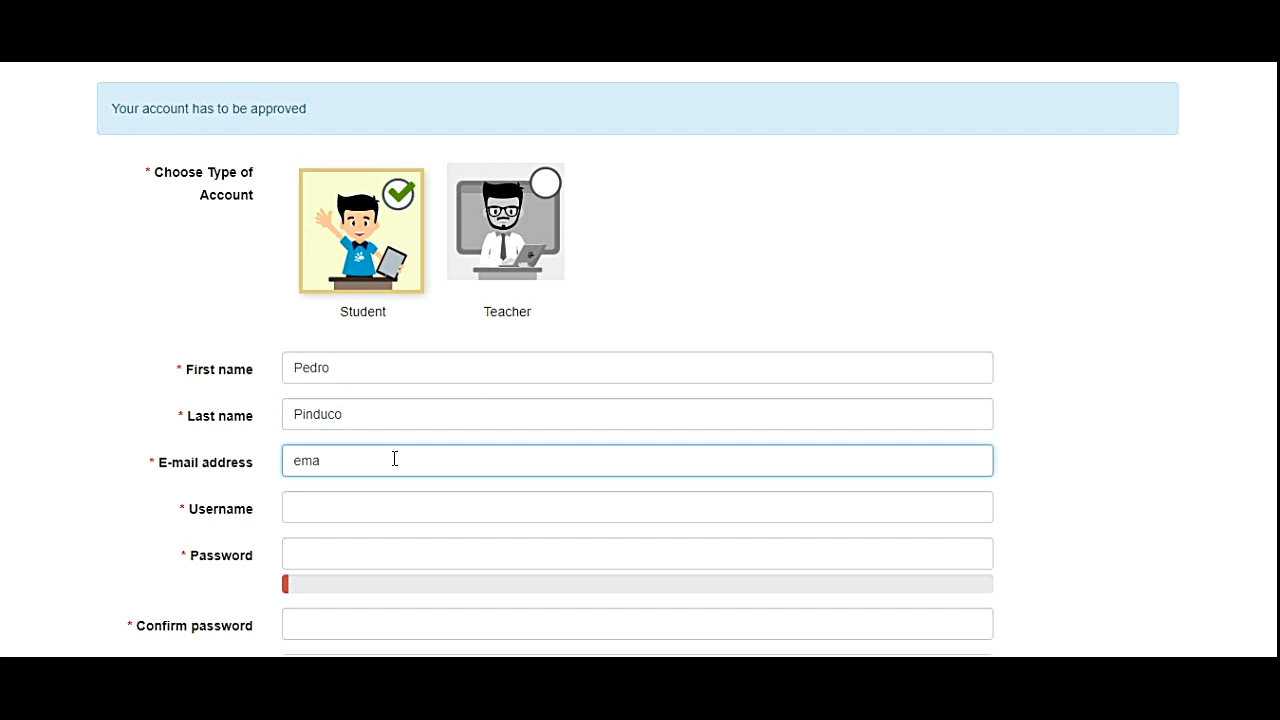 Your account has to be approved
* Choose Type of
Account
Student
Teacher
* First name
Pedro
* Last name
Pinduco
* E-mail address
ema
* Username
* Password
* Confirm password